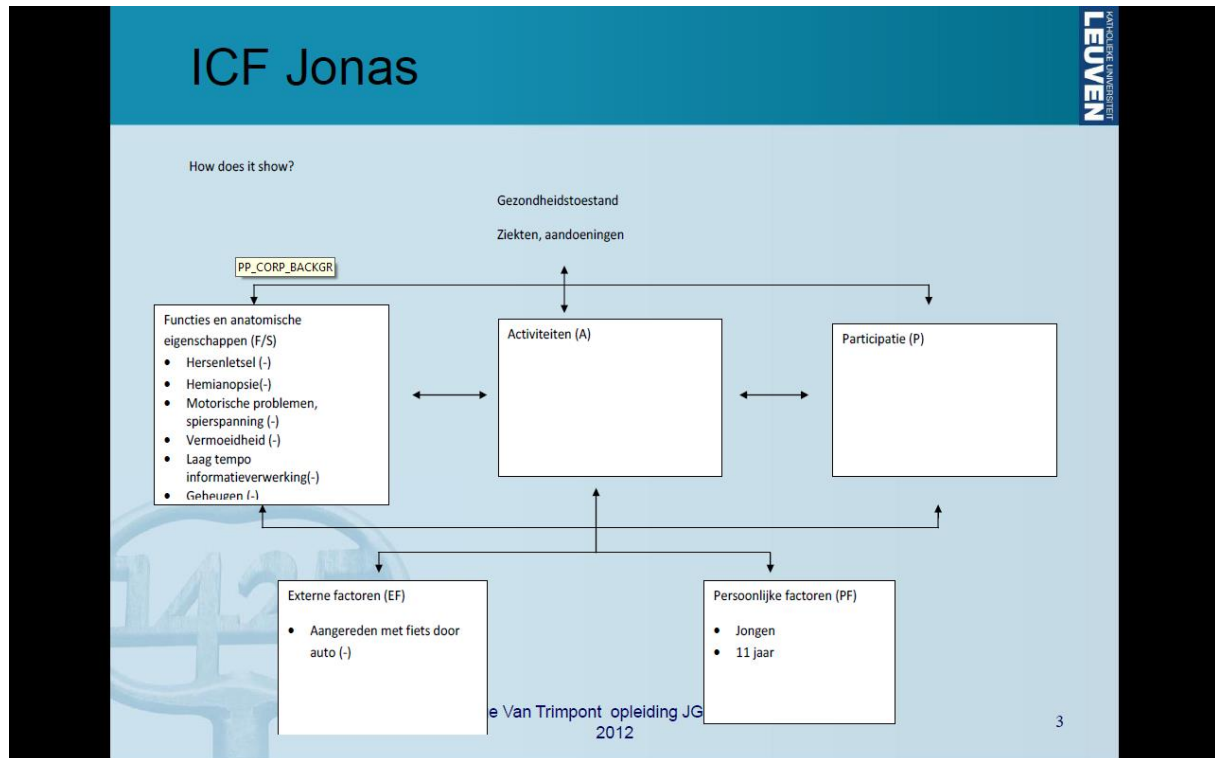 ICF Jonas
KATHOLIEKE UNIVERSITEIT
LEUVEN
How does it show?
Gezondheidstoestand
Ziekten, aandoeningen
PP_CORP_BACKGR
Functies en anatomische
eigenschappen (F/S)
• Hersenletsel (-)
• Hemianopsie(-)
• Motorische problemen,
spierspanning (-)
• Vermoeidheid (-)
• Laag tempo
informatieverwerking(-)
• Geheugen (-)
Activiteiten (A)
Participatie (P)
Externe factoren (EF)
• Aangereden met fiets door
auto (-)
Persoonlijke factoren (PF)
• Jongen
• 11 jaar
e Van Trimpont opleiding JG
2012
3